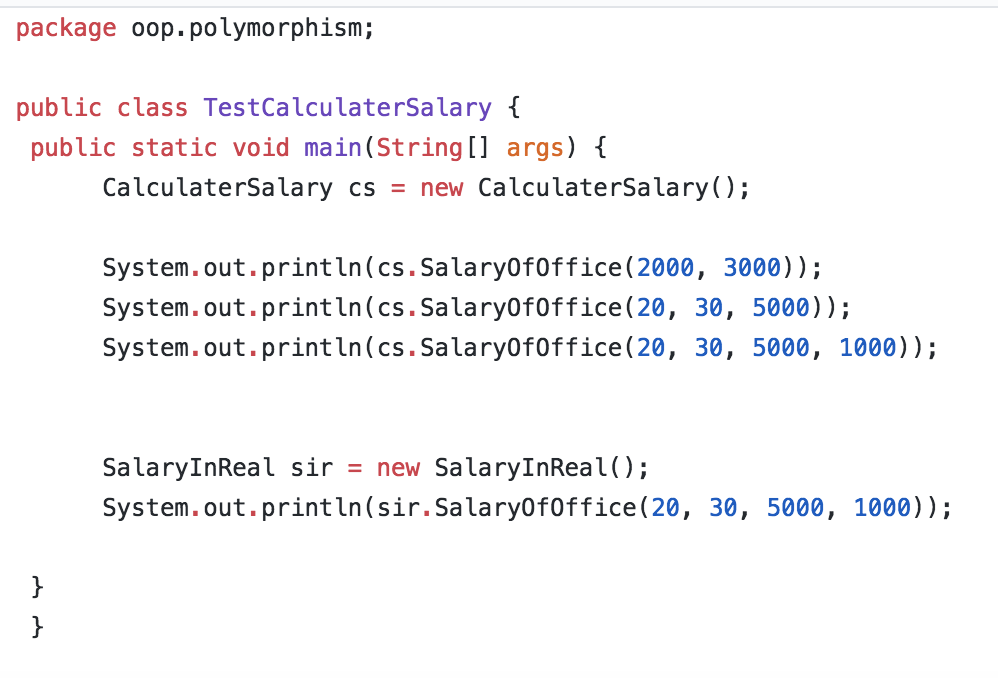 package oop.polymorphism;
public class TestCalculaterSalary {
public static void main(String[] args) {
CalculaterSalary cs = new CalculaterSalary();
System.out.println(cs.SalaryOfOffice(2000, 3000));
System.out.println(cs.SalaryOfOffice(20, 30, 5000));
System.out.println(cs.SalaryOfOffice(20, 30, 5000, 1000));
SalaryInReal sir = new SalaryInReal();
System.out.println(sir.SalaryOfOffice(20, 30, 5000, 1000));
}
}